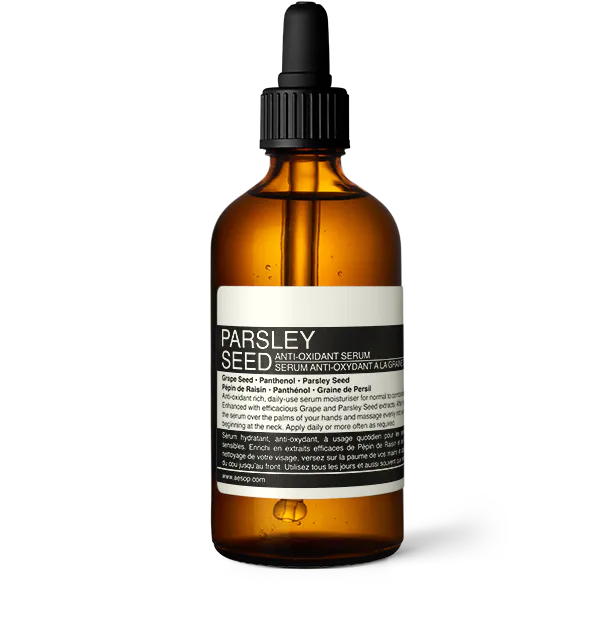 PARSLEY
SEED ANTI-OXIDANT SERUM
SERUM ANTI-OXYDANT A LA GRAINE
Grape Seed · Panthenol · Parsley Seed
Pépin de Raisin · Panthénol · Graine de Persil
Anti-oxidant rich, daily-use serum moisturiser for normal to
Enhanced with efficacious Grape and Parsley Seed extracts.
the serum over the palms of your hands and massage evenly
beginning at the neck. Apply daily or more often as required.
Sérum hydratant, anti-oxydant, à usage quotidien pour
sensibles. Enrichi en extraits efficaces de Pépin de Raisin et
nettoyage de votre visage, versez sur la paume de vos mains
du cou jusqu'au front. Utilisez tous les jours et aussi souvent que
www.aesop.com